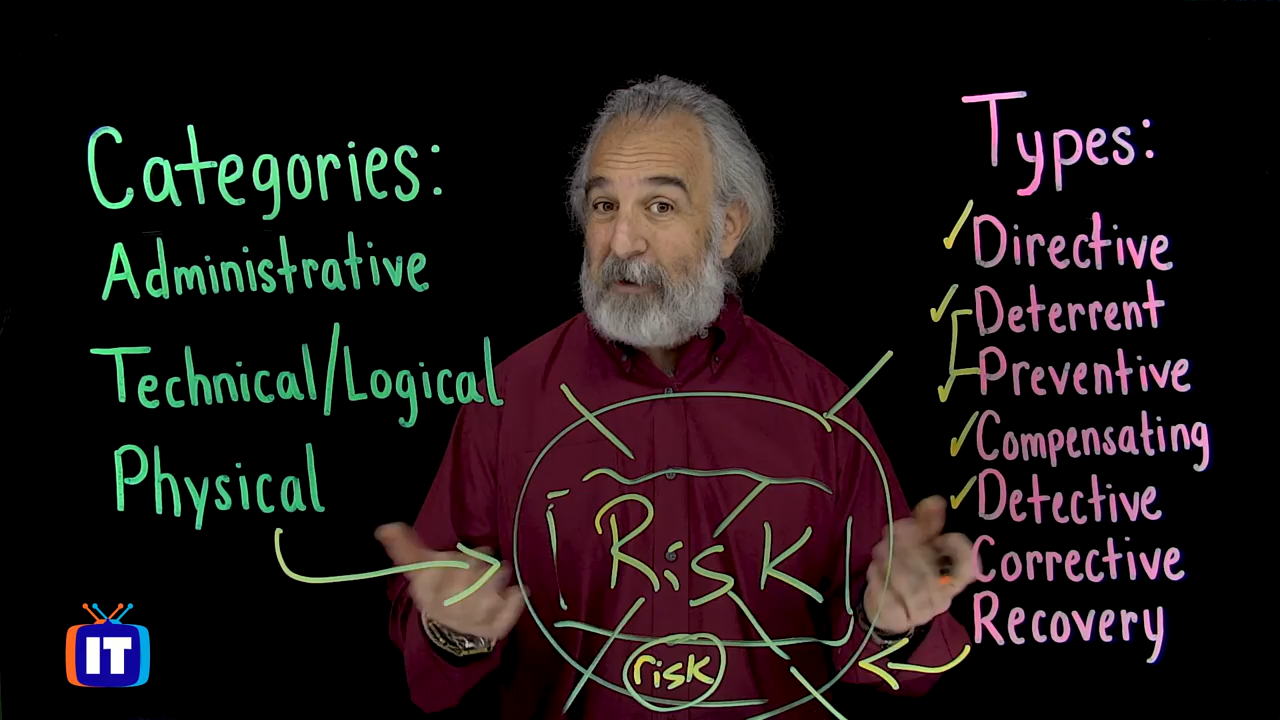 Categories:
Administrative
Technical/Logical
Physical
Types:
Directive
Deterrent
Preventive
Compensating
Detective
Corrective
Recovery
Risk
risk
IT